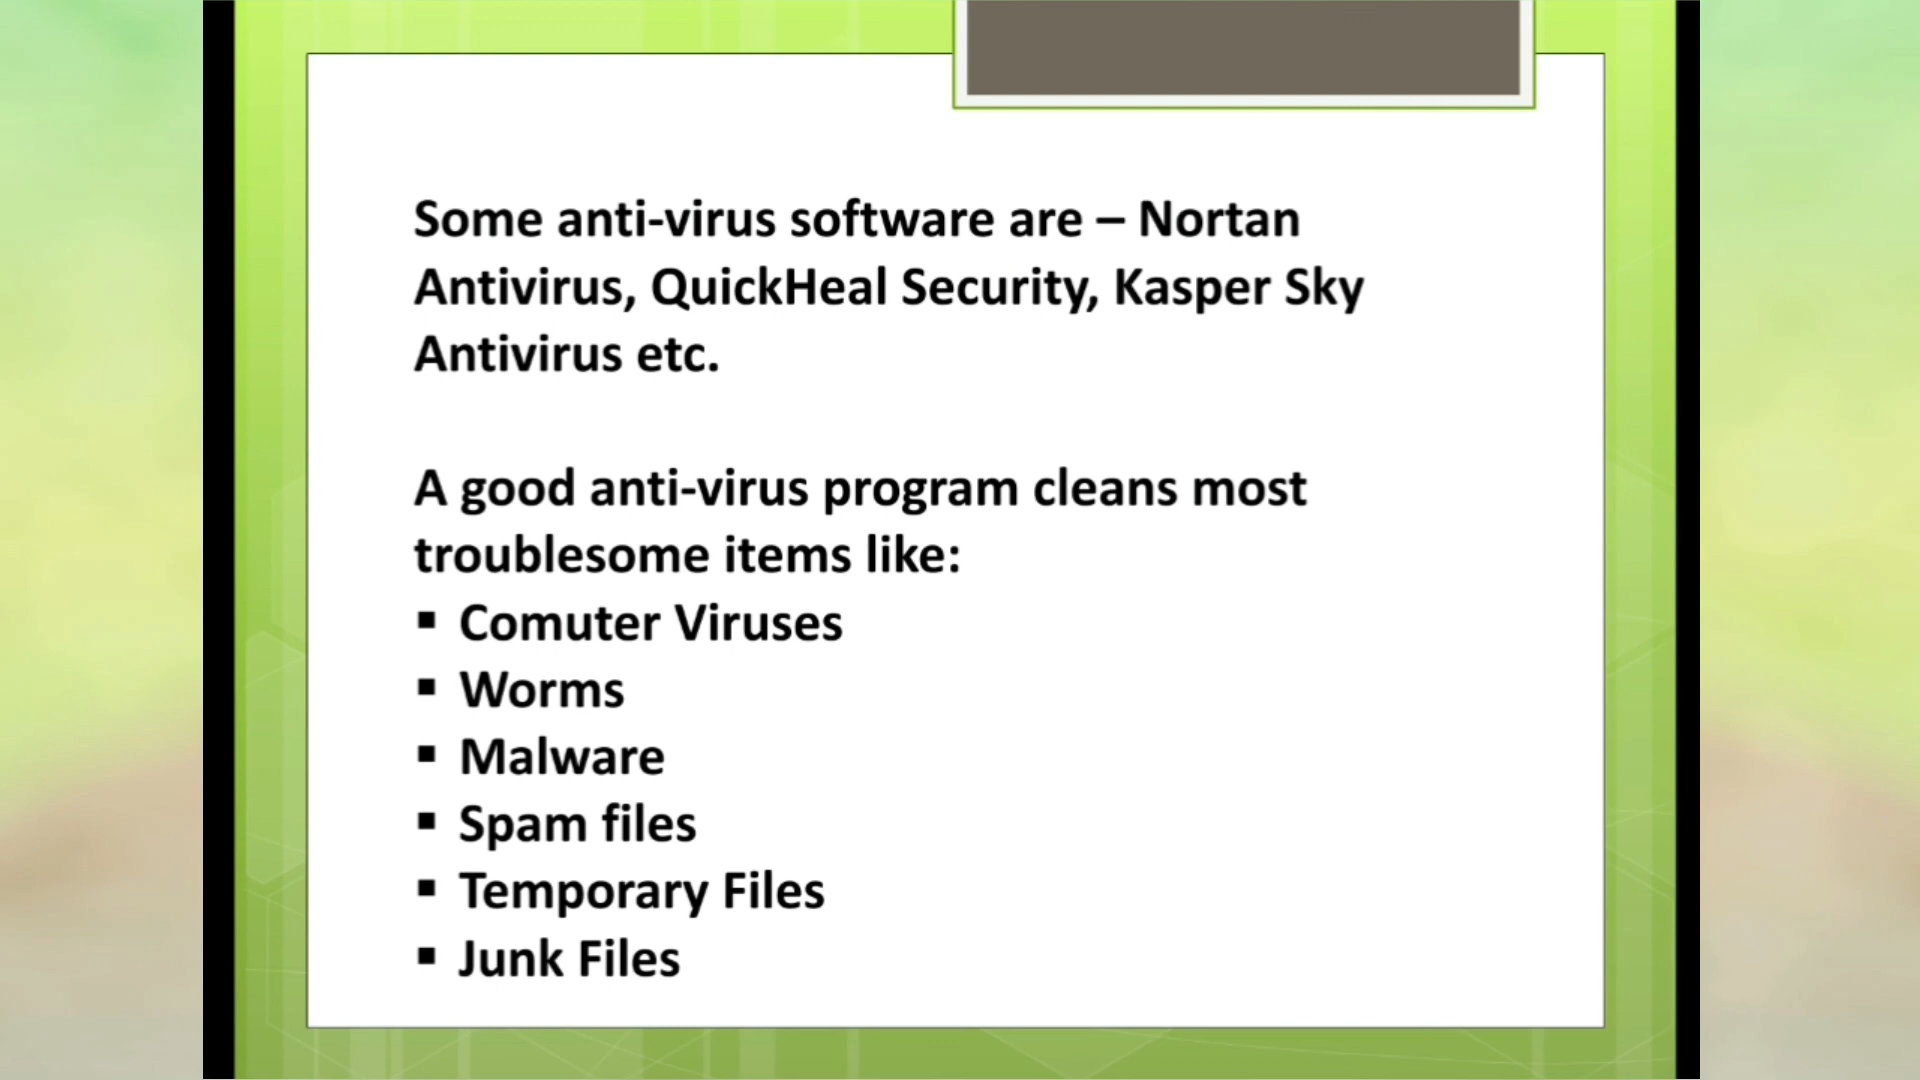 Some anti-virus software are – Nortan
Antivirus, QuickHeal Security, Kasper Sky
Antivirus etc.
A good anti-virus program cleans most
troublesome items like:
▪ Comuter Viruses
▪ Worms
▪ Malware
▪ Spam files
▪ Temporary Files
▪ Junk Files